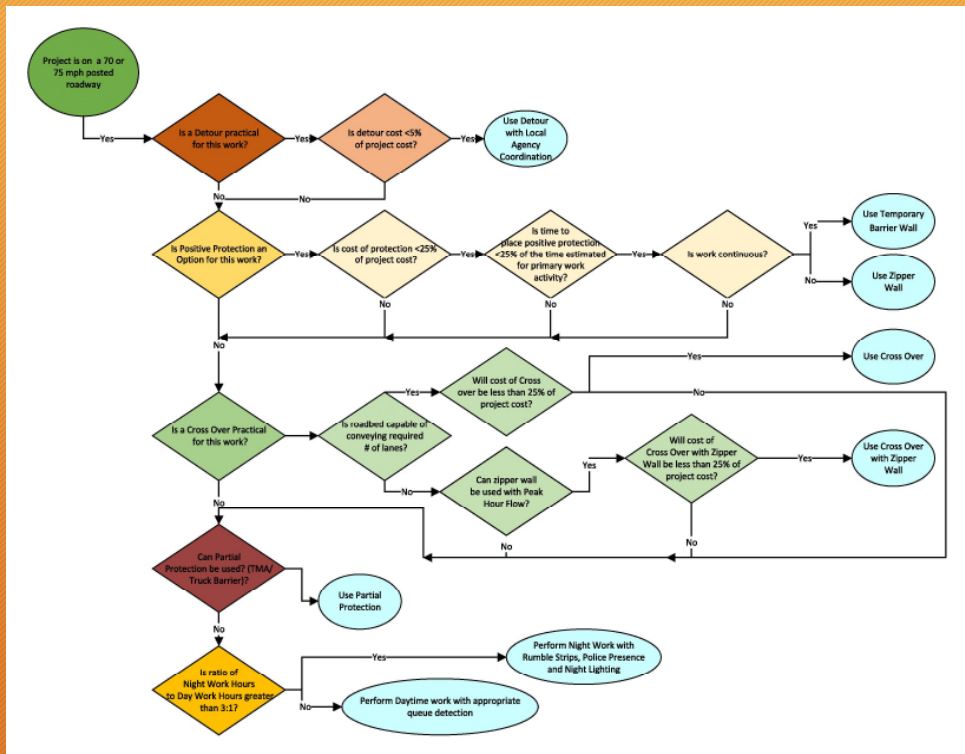 Project is on a 70 or
75 mph posted
roadway
Yes
Is a Detour practical
for this work?
Yes
Is detour cost <5%
of project cost?
Yes
Use Detour
with Local
Agency
Coordination
No
No
Is Positive Protection an
Option for this work?
Yes
Is cost of protection <25%
of project cost?
Yes
Is time to
place positive protection
<25% of the time estimated
for primary work
activity?
Yes
Is work continuous?
Yes
Use Temporary
Barrier Wall
No
Use Zipper
Wall
No
No
No
No
Is a Cross Over Practical
for this work?
Is roadbed capable of
conveying required
# of lanes?
Yes
Will cost of Cross
over be less than 25% of
project cost?
Yes
Use Cross Over
No
No
Can zipper wall
be used with Peak
Hour Flow?
Yes
Will cost of
Cross Over with Zipper
Wall be less than 25% of
project cost?
Yes
Use Cross Over
with Zipper
Wall
No
No
No
Can Partial
Protection be used? (TMA/
Truck Barrier)?
Use Partial
Protection
No
Is ratio of
Night Work Hours
to Day Work Hours greater
than 3:1?
Yes
Perform Night Work with
Rumble Strips, Police Presence
and Night Lighting
No
Perform Daytime work with appropriate
queue detection